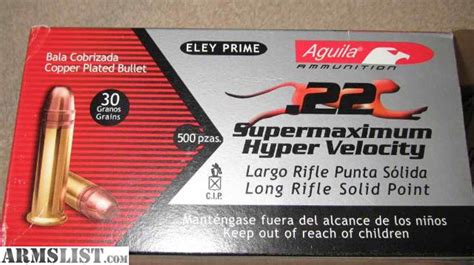 ELEY PRIME
Aguila
AMMUNITION
Bala Cobrizada
Copper Plated Bullet
30
Granos
Grains
500 pzas.
.22
Supermaximum
Hyper Velocity
C.I.P.
Largo Rifle Punta Sólida
Long Rifle Solid Point
Manténgase fuera del alcance de los niños
Keep out of reach of children
ARMSLIST.COM